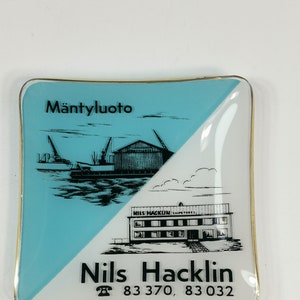 Mäntyluoto
NILS HACKLIN
Nils Hacklin
☎ 83 370, 83 032